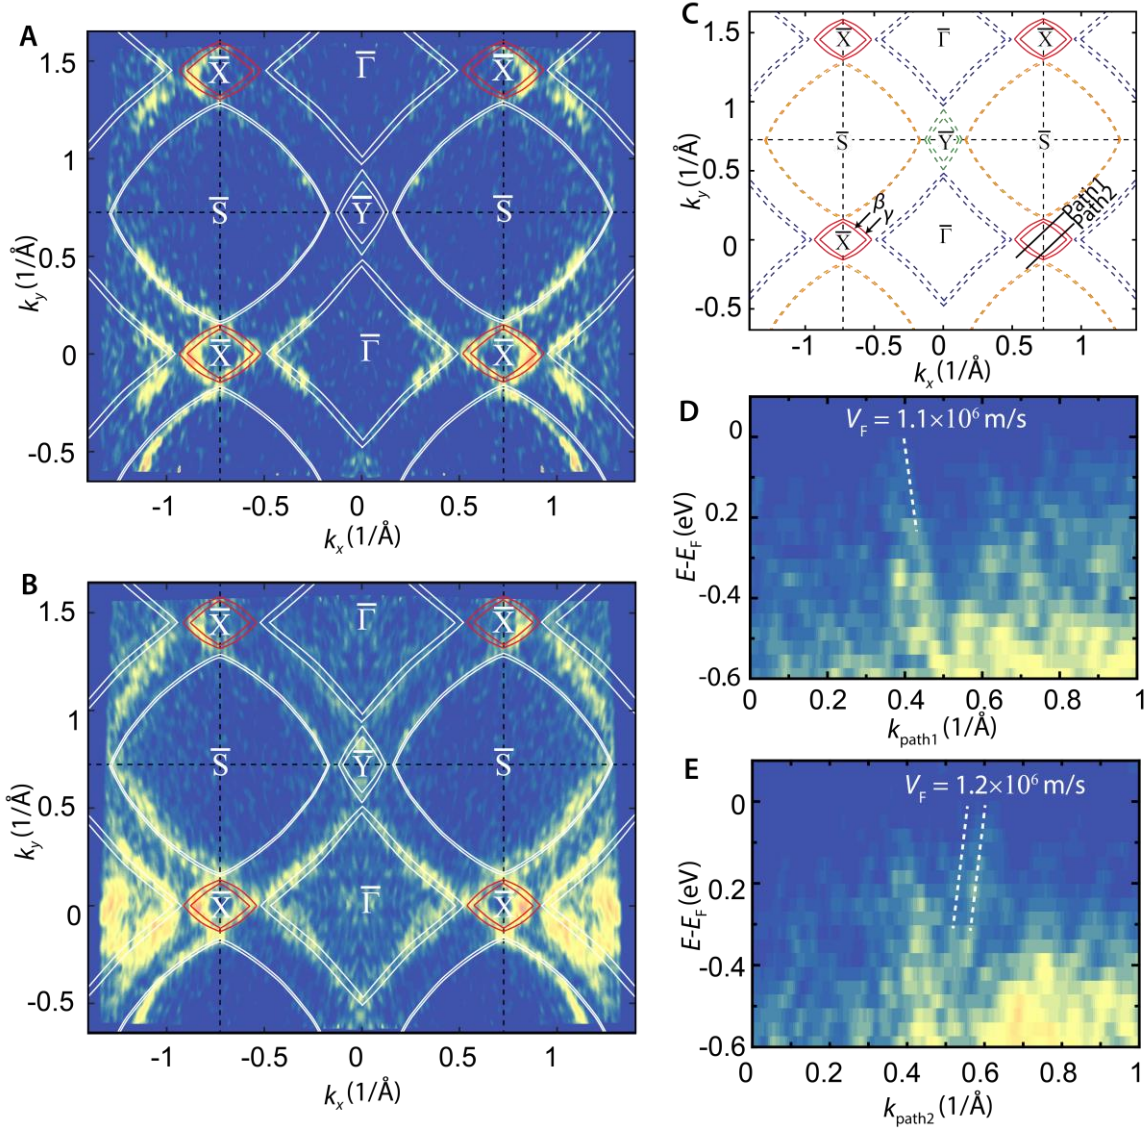 A
1.5
1
0.5
0
-0.5
k_y (1/Å)
X̄
Γ̄
X̄
S̄
Ȳ
S̄
X̄
Γ̄
X̄
-1
-0.5
0
0.5
1
k_x (1/Å)
B
1.5
1
0.5
0
-0.5
k_y (1/Å)
X̄
Γ̄
X̄
S̄
Ȳ
S̄
X̄
Γ̄
X̄
-1
-0.5
0
0.5
1
k_x (1/Å)
C
1.5
1
0.5
0
-0.5
k_y (1/Å)
X̄
Γ̄
X̄
S̄
Ȳ
S̄
β
γ
Path1
Path2
X̄
Γ̄
X̄
-1
-0.5
0
0.5
1
k_x (1/Å)
D
V_F = 1.1×10⁶ m/s
0
0.2
-0.4
-0.6
E-E_F (eV)
0
0.2
0.4
0.6
0.8
1
k_path1 (1/Å)
E
V_F = 1.2×10⁶ m/s
0
0.2
-0.4
-0.6
E-E_F (eV)
0
0.2
0.4
0.6
0.8
1
k_path2 (1/Å)